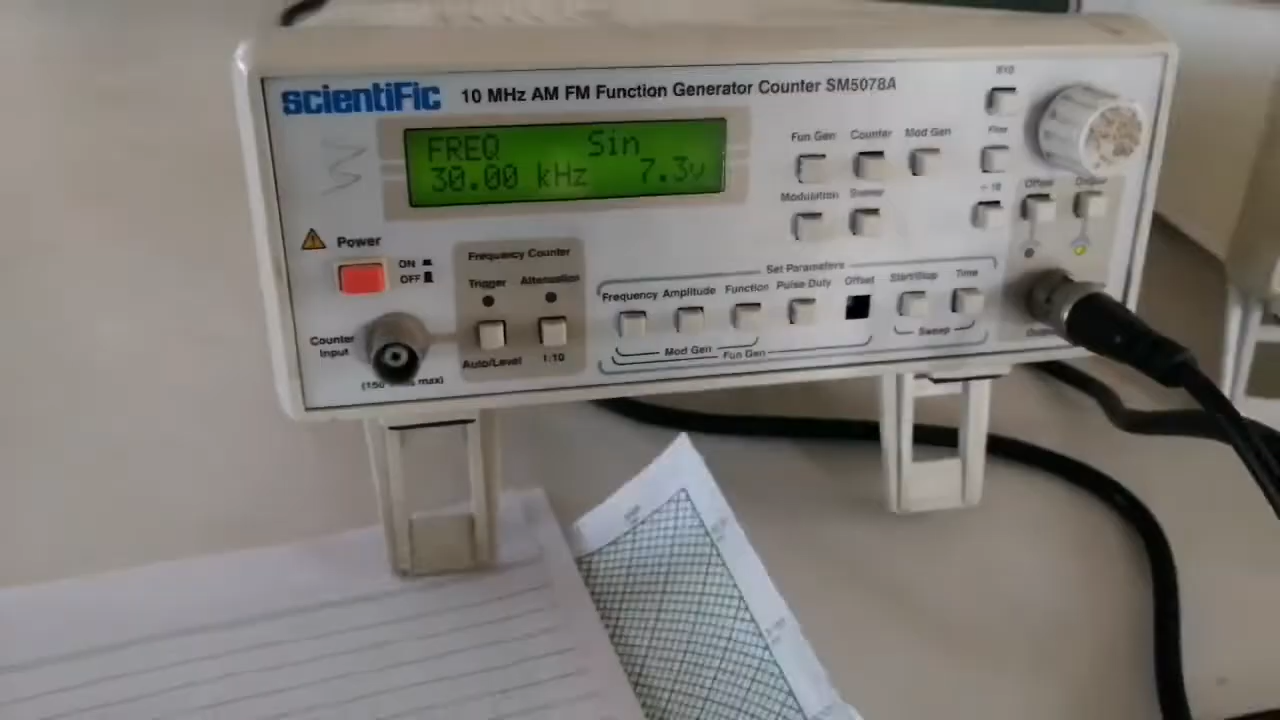 scientiFic 10 MHz AM FM Function Generator Counter SM5078A
FREQ Sin
30.00 kHz 7.3v
Fun Gen Counter Mod Gen
Modulation Sweep
÷ 10
Offset Output
Power
ON
OFF
Frequency Counter
Trigger Attenuation
Auto/Level 1:10
Counter
Input
max)
Set Parameters
Frequency Amplitude Function Pulse Duty Offset Start/Stop Time
Mod Gen Fun Gen Sweep